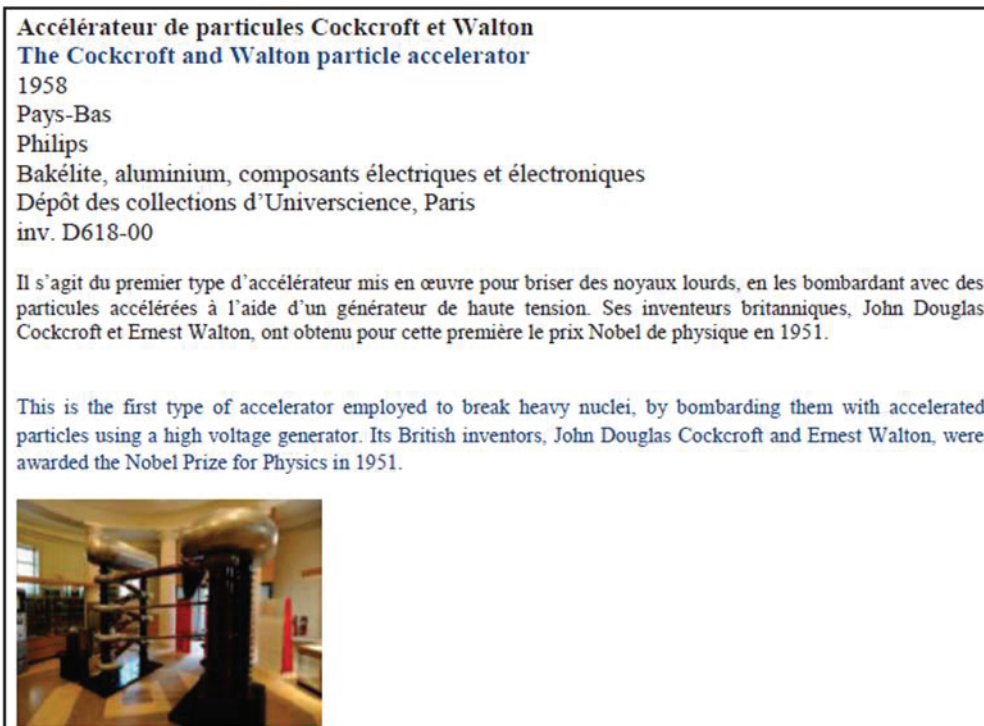 Accélérateur de particules Cockcroft et Walton
The Cockcroft and Walton particle accelerator
1958
Pays-Bas
Philips
Bakélite, aluminium, composants électriques et électroniques
Dépôt des collections d’Universcience, Paris
inv. D618-00
Il s’agit du premier type d’accélérateur mis en œuvre pour briser des noyaux lourds, en les bombardant avec des
particules accélérées à l’aide d’un générateur de haute tension. Ses inventeurs britanniques, John Douglas
Cockcroft et Ernest Walton, ont obtenu pour cette première le prix Nobel de physique en 1951.
This is the first type of accelerator employed to break heavy nuclei, by bombarding them with accelerated
particles using a high voltage generator. Its British inventors, John Douglas Cockcroft and Ernest Walton, were
awarded the Nobel Prize for Physics in 1951.